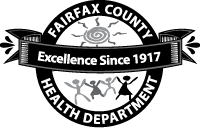 FAIRFAX COUNTY
Excellence Since 1917
HEALTH DEPARTMENT